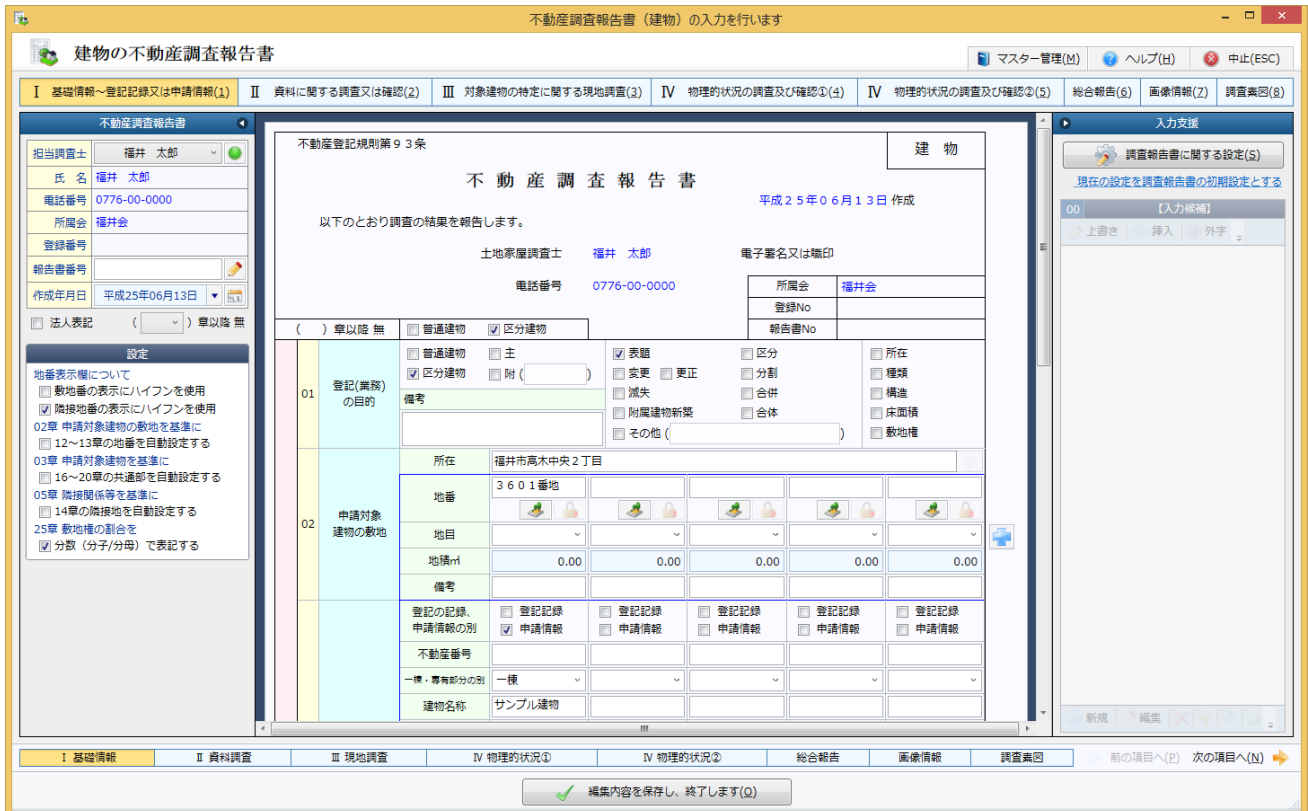 不動産調査報告書（建物）の入力を行います
建物の不動産調査報告書
マスター管理(M) ヘルプ(H) 中止(ESC)
Ⅰ 基礎情報～登記記録又は申請情報(1) Ⅱ 資料に関する調査又は確認(2) Ⅲ 対象建物の特定に関する現地調査(3) Ⅳ 物理的状況の調査及び確認①(4) Ⅳ 物理的状況の調査及び確認②(5) 総合報告(6) 画像情報(7) 調査素図(8)
不動産調査報告書
担当調査士 福井 太郎
氏 名 福井 太郎
電話番号 0776-00-0000
所属会 福井会
登録番号
報告書番号
作成年月日 平成25年06月13日
法人表記 ( ) 章以降 無
設定
地番表示欄について
敷地番の表示にハイフンを使用
隣接地番の表示にハイフンを使用
02章 申請対象建物の敷地を基準に
12～13章の地番を自動設定する
03章 申請対象建物を基準に
16～20章の共通部を自動設定する
05章 隣接関係等を基準に
14章の隣接地を自動設定する
25章 敷地権の割合を
分数（分子/分母）で表記する
不動産登記規則第９３条
建 物
不 動 産 調 査 報 告 書
平成２５年０６月１３日 作成
以下のとおり調査の結果を報告します。
土地家屋調査士 福井 太郎 電子署名又は職印
電話番号 0776-00-0000
所属会 福井会
登録No
報告書No
( ) 章以降 無 普通建物 区分建物
01 登記(業務)の目的
普通建物 主 表題 区分 所在
区分建物 附 ( ) 変更 更正 分割 種類
備考 滅失 合併 構造
附属建物新築 合体 床面積
その他 ( ) 敷地権
02 申請対象建物の敷地
所在 福井市高木中央２丁目
地番 ３６０１番地
地目
地積㎡ 0.00 0.00 0.00 0.00 0.00
備考
登記の記録、申請情報の別
登記記録 登記記録 登記記録 登記記録 登記記録
申請情報 申請情報 申請情報 申請情報 申請情報
不動産番号
一棟・専有部分の別 一棟
建物名称 サンプル建物
入力支援
調査報告書に関する設定(S)
現在の設定を調査報告書の初期設定とする
00 【入力候補】
上書き 挿入 外字
新規 編集
Ⅰ 基礎情報 Ⅱ 資料調査 Ⅲ 現地調査 Ⅳ 物理的状況① Ⅳ 物理的状況② 総合報告 画像情報 調査素図 前の項目へ(P) 次の項目へ(N)
編集内容を保存し、終了します(O)